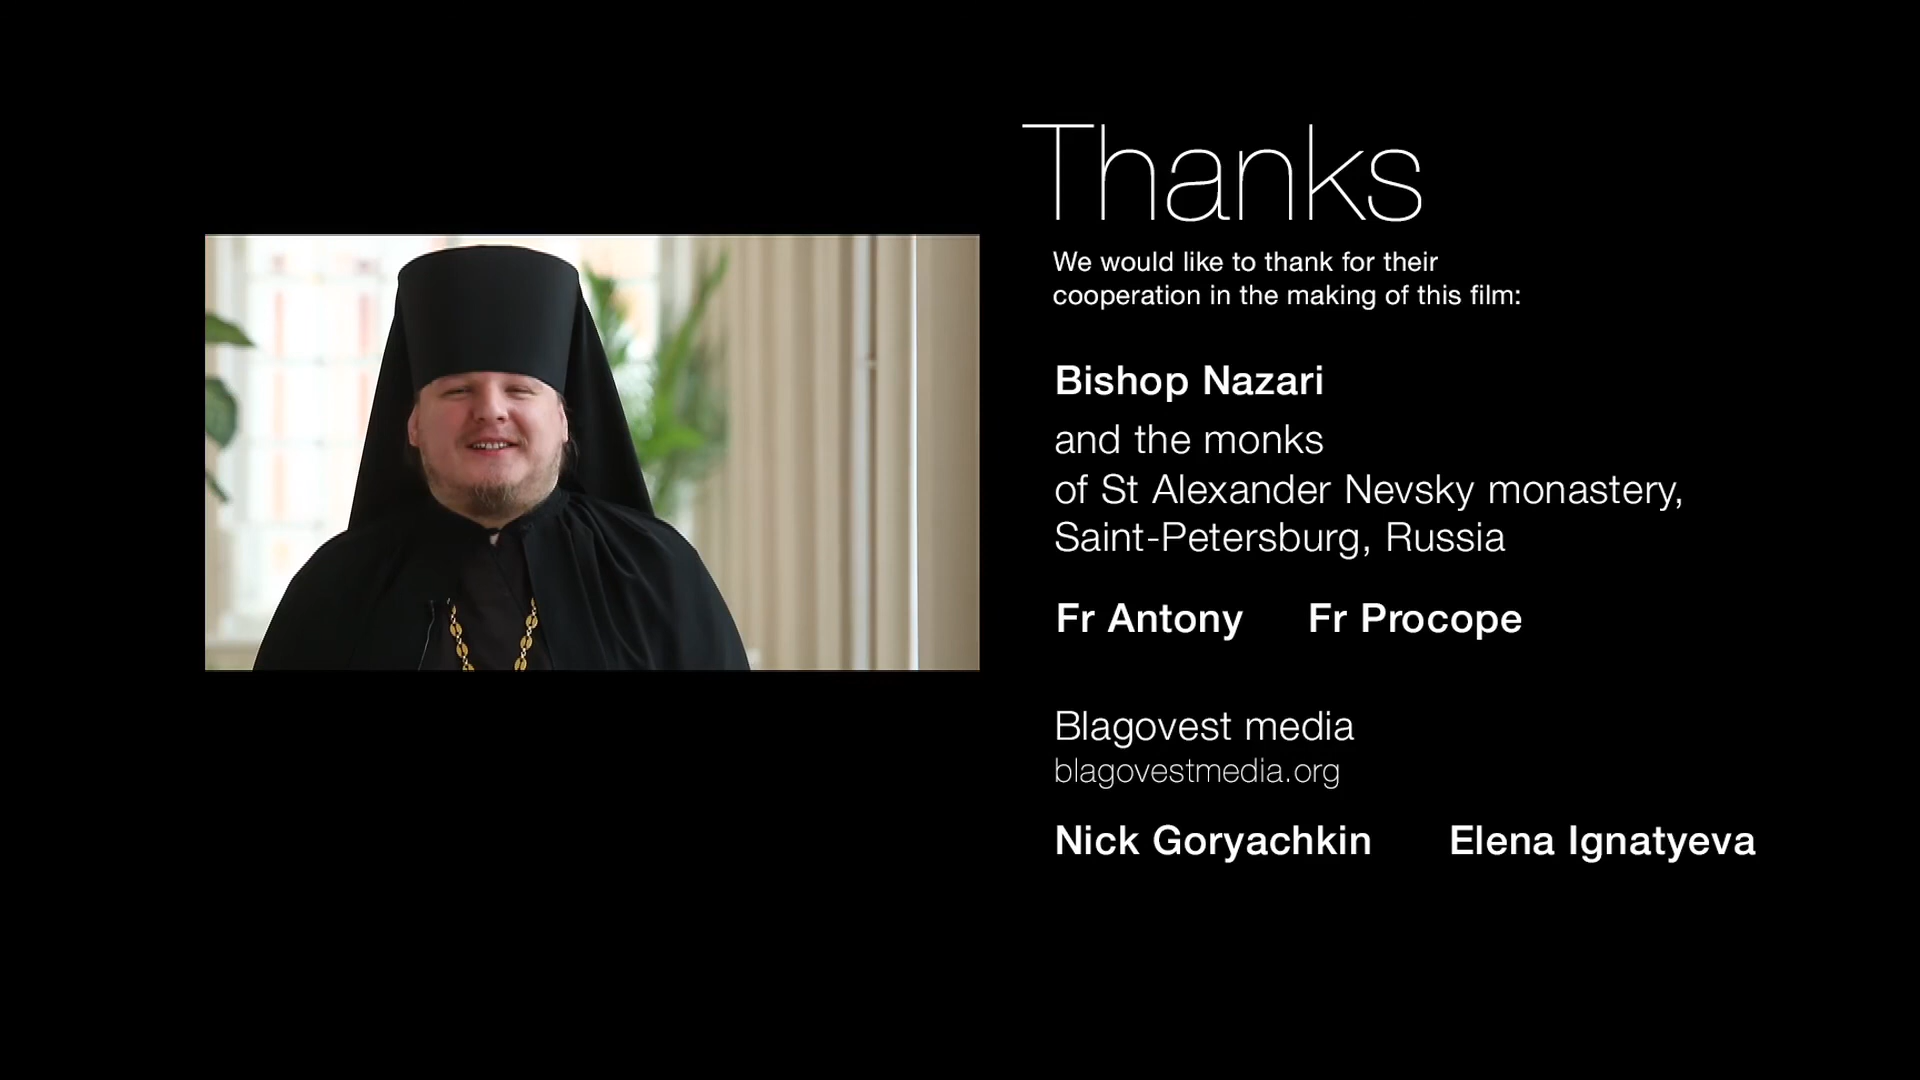 Thanks
We would like to thank for their
cooperation in the making of this film:
Bishop Nazari
and the monks
of St Alexander Nevsky monastery,
Saint-Petersburg, Russia
Fr Antony Fr Procope
Blagovest media
blagovestmedia.org
Nick Goryachkin Elena Ignatyeva